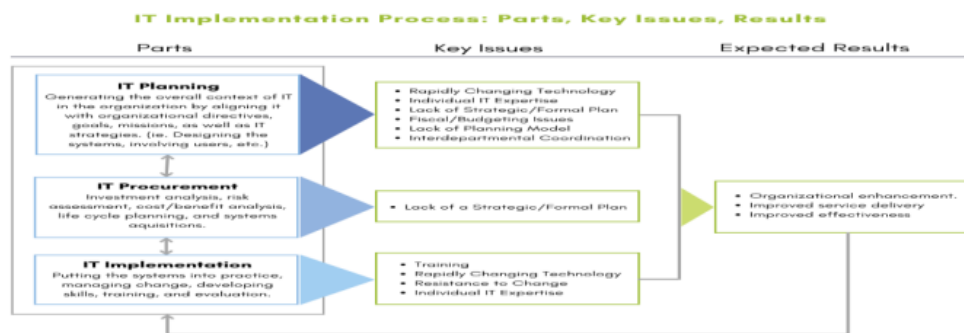 IT Implementation Process: Parts, Key Issues, Results
Parts
Key Issues
Expected Results
IT Planning
Generating the overall context of IT
in the organization by aligning it
with organizational directives,
goals, missions, as well as IT
strategies. (ie. Designing the
systems, involving users, etc.)
• Rapidly Changing Technology
• Individual IT Expertise
• Lack of Strategic/Formal Plan
• Fiscal/Budgeting Issues
• Lack of Planning Model
• Interdepartmental Coordination
IT Procurement
Investment analysis, risk
assessment, cost/benefit analysis,
life cycle planning, and systems
aquisitions.
• Lack of a Strategic/Formal Plan
• Organizational enhancement.
• Improved service delivery
• Improved effectiveness
IT Implementation
Putting the systems into practice,
managing change, developing
skills, training, and evaluation.
• Training
• Rapidly Changing Technology
• Resistance to Change
• Individual IT Expertise